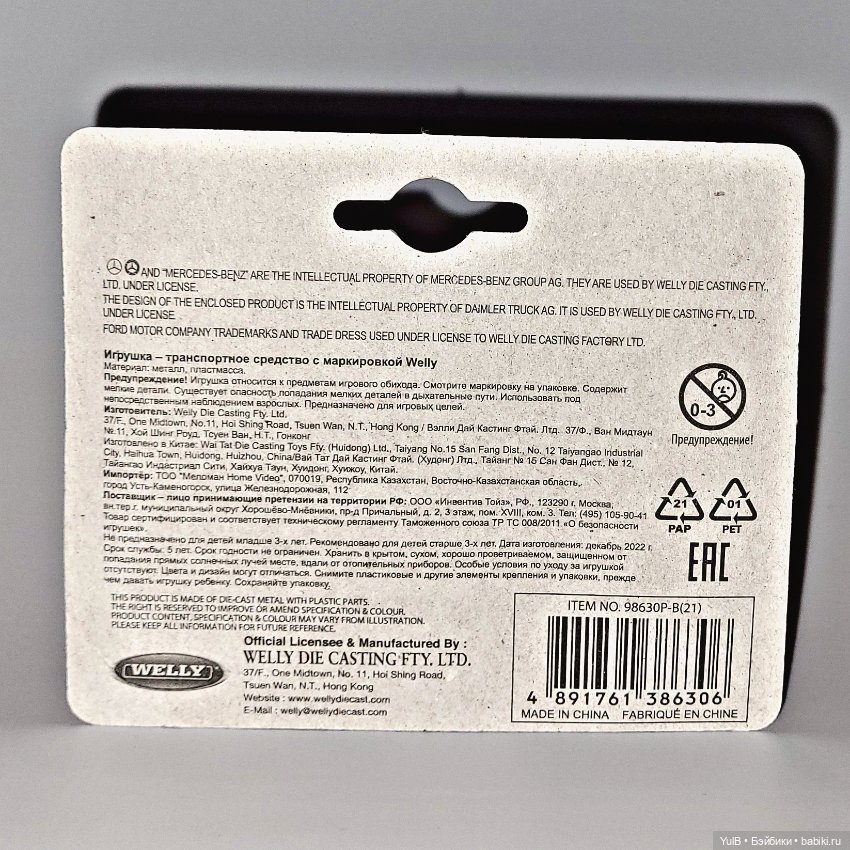 AND "MERCEDES-BENZ" ARE THE INTELLECTUAL PROPERTY OF MERCEDES-BENZ GROUP AG. THEY ARE USED BY WELLY DIE CASTING FTY.,
LTD. UNDER LICENSE.
THE DESIGN OF THE ENCLOSED PRODUCT IS THE INTELLECTUAL PROPERTY OF DAIMLER TRUCK AG. IT IS USED BY WELLY DIE CASTING FTY., LTD.
UNDER LICENSE.
FORD MOTOR COMPANY TRADEMARKS AND TRADE DRESS USED UNDER LICENSE TO WELLY DIE CASTING FACTORY LTD.
Игрушка – транспортное средство с маркировкой Welly
Материал: металл, пластмасса.
Предупреждение! Игрушка относится к предметам игрового обихода. Смотрите маркировку на упаковке. Содержит
мелкие детали. Существует опасность попадания мелких деталей в дыхательные пути. Использовать под
непосредственным наблюдением взрослых. Предназначено для игровых целей.
Изготовитель: Welly Die Casting Fty. Ltd.
37/F., One Midtown, No.11, Hoi Shing Road, Tsuen Wan, N.T., Hong Kong / Валли Дай Кастинг Фтай. Лтд. 37/Ф., Ван Мидтаун
№.11, Хой Шинг Роуд, Тсуен Ван, Н.Т., Гонконг
Изготовлено в Китае: Wai Tat Die Casting Toys Fty. (Huidong) Ltd., Taiyang No.15 San Fang Dist., No. 12 Taiyangao Industrial
City, Haihua Town, Huidong, Huizhou, China/Вай Тат Дай Кастинг Фтай. (Худонг) Лтд., Тайанг № 15 Сан Фан Дист., № 12,
Тайангао Индастриал Сити, Хайхуа Таун, Хуидонг, Хуижоу, Китай.
Импортёр: ТОО "Меломан Home Video", 070019, Республика Казахстан, Восточно-Казахстанская область,
город Усть-Каменогорск, улица Железнодорожная, 112
Поставщик – лицо принимающие претензии на территории РФ: ООО «Инвентив Тойз», РФ., 123290 г. Москва,
вн.тер.г. муниципальный округ Хорошёво-Мнёвники, пр-д Причальный, д. 2, 3 этаж, пом. XVIII, ком. 3. Тел: (495) 105-90-41
Товар сертифицирован и соответствует техническому регламенту Таможенного союза ТР ТС 008/2011 «О безопасности
игрушек».
Не предназначено для детей младше 3-х лет. Рекомендовано для детей старше 3-х лет. Дата изготовления: декабрь 2022 г.
Срок службы: 5 лет. Срок годности не ограничен. Хранить в крытом, сухом, хорошо проветриваемом, защищенном от
попадания прямых солнечных лучей месте, вдали от отопительных приборов. Особые условия по уходу за игрушкой
отсутствуют. Цвета и дизайн могут отличаться. Снимите пластиковые и другие элементы крепления и упаковки, прежде
чем давать игрушку ребенку. Сохраняйте упаковку.
0-3
Предупреждение!
21 01
PAP PET
EAC
THIS PRODUCT IS MADE OF DIE-CAST METAL WITH PLASTIC PARTS.
THE RIGHT IS RESERVED TO IMPROVE OR AMEND SPECIFICATION & COLOUR.
PRODUCT CONTENT, SPECIFICATION & COLOUR MAY VARY FROM ILLUSTRATION.
PLEASE KEEP ALL INFORMATION FOR FUTURE REFERENCE.
WELLY
Official Licensee & Manufactured By :
WELLY DIE CASTING FTY. LTD.
37/F., One Midtown, No. 11, Hoi Shing Road,
Tsuen Wan, N.T., Hong Kong
Website : www.wellydiecast.com
E-Mail : welly@wellydiecast.com
ITEM NO. 98630P-B(21)
4 891761 386306
MADE IN CHINA FABRIQUÉ EN CHINE
YulB • Бэйбики • babiki.ru